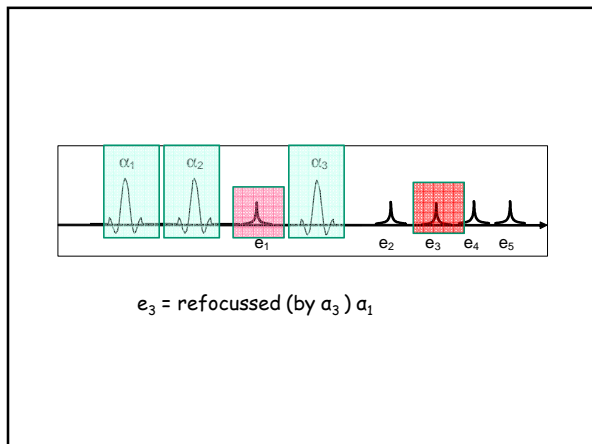 α₁ α₂ α₃
e₁ e₂ e₃ e₄ e₅
e₃ = refocussed (by α₃ ) α₁